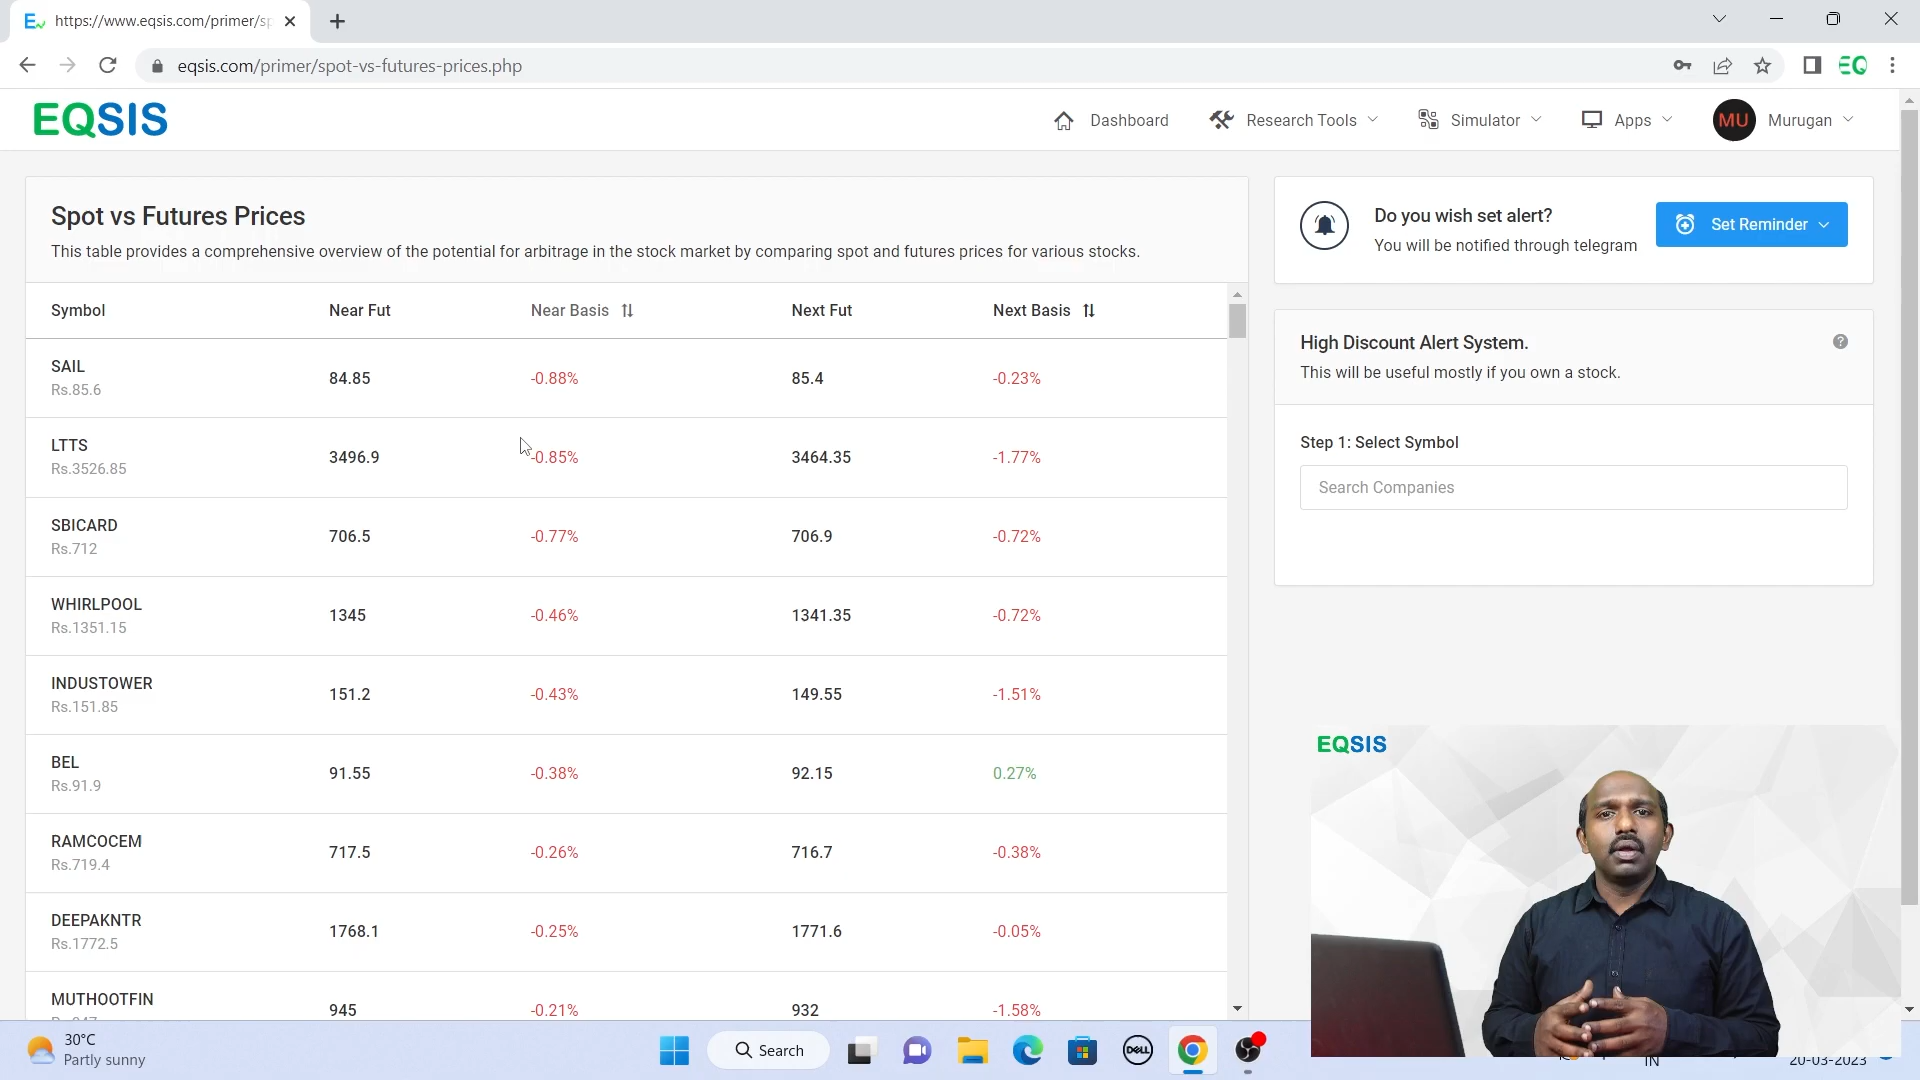 https://www.eqsis.com/primer/sp
eqsis.com/primer/spot-vs-futures-prices.php
EQ
EQSIS
Dashboard
Research Tools
Simulator
Apps
MU
Murugan
Spot vs Futures Prices
This table provides a comprehensive overview of the potential for arbitrage in the stock market by comparing spot and futures prices for various stocks.
Symbol Near Fut Near Basis Next Fut Next Basis
SAIL
Rs.85.6
84.85 -0.88% 85.4 -0.23%
LTTS
Rs.3526.85
3496.9 -0.85% 3464.35 -1.77%
SBICARD
Rs.712
706.5 -0.77% 706.9 -0.72%
WHIRLPOOL
Rs.1351.15
1345 -0.46% 1341.35 -0.72%
INDUSTOWER
Rs.151.85
151.2 -0.43% 149.55 -1.51%
BEL
Rs.91.9
91.55 -0.38% 92.15 0.27%
RAMCOCEM
Rs.719.4
717.5 -0.26% 716.7 -0.38%
DEEPAKNTR
Rs.1772.5
1768.1 -0.25% 1771.6 -0.05%
MUTHOOTFIN
945 -0.21% 932 -1.58%
Do you wish set alert?
You will be notified through telegram
Set Reminder
High Discount Alert System.
This will be useful mostly if you own a stock.
Step 1: Select Symbol
Search Companies
EQSIS
30°C
Partly sunny
Search
DELL
IN
20-03-2023